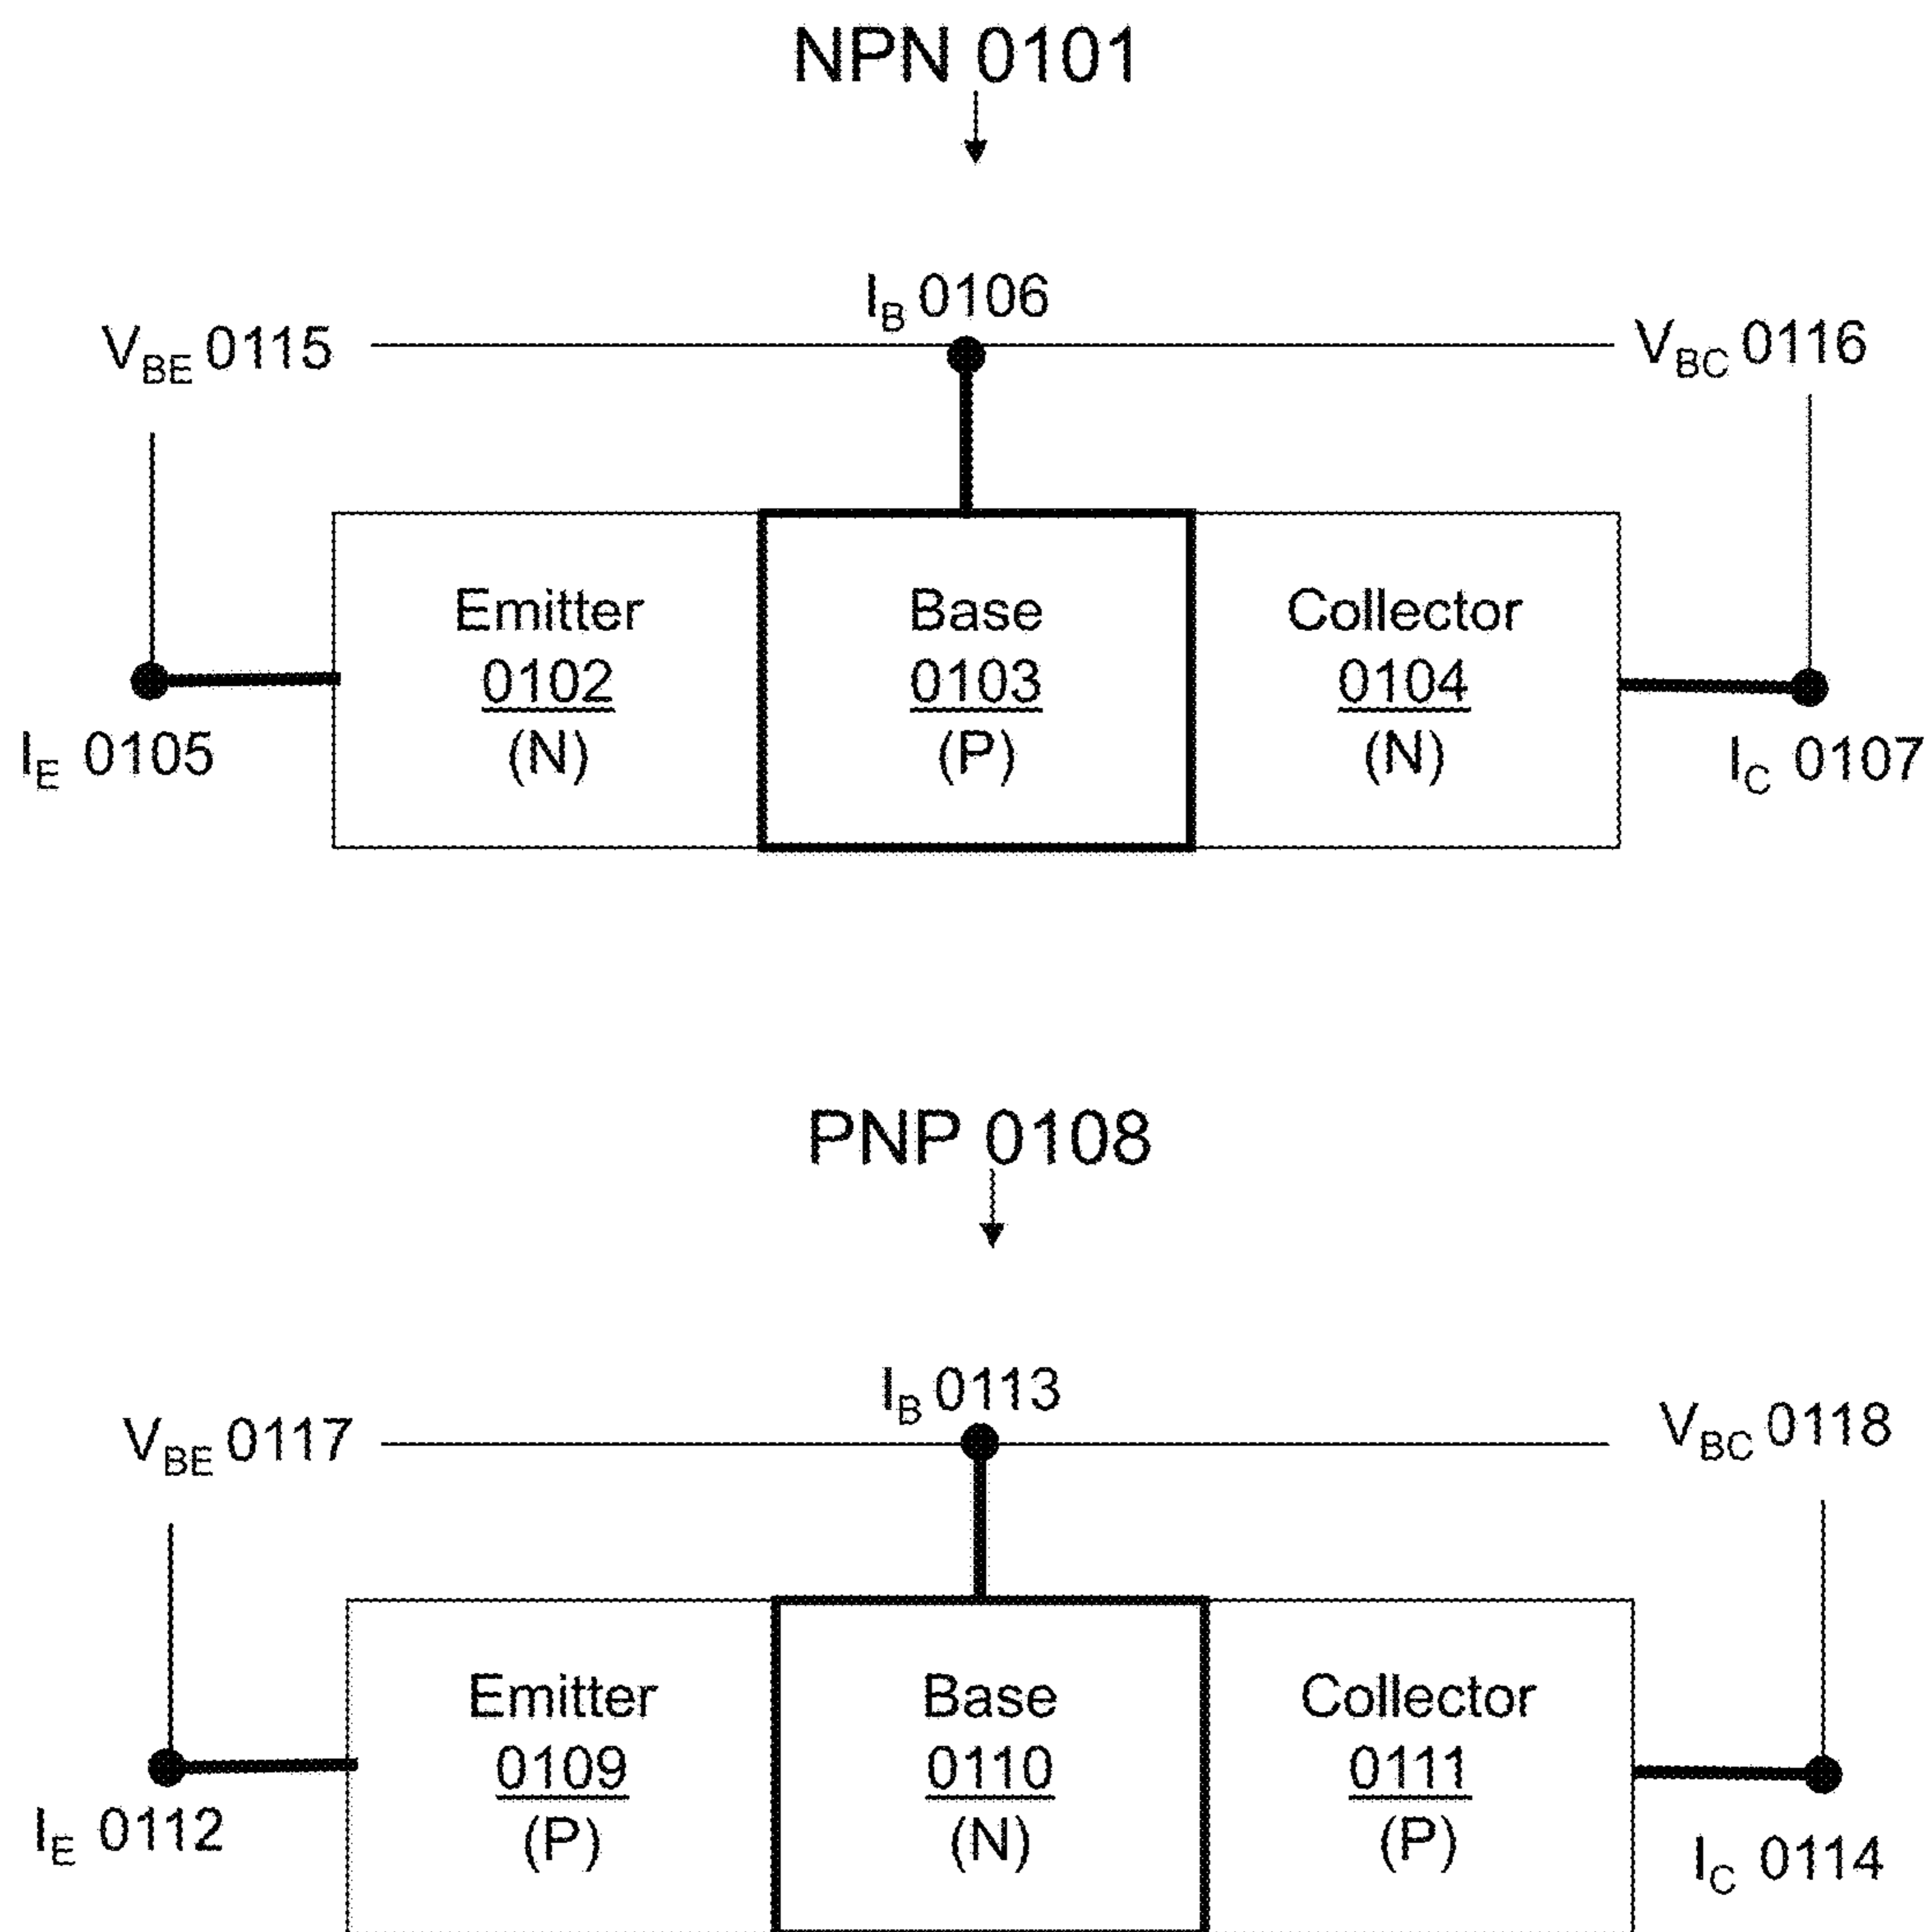 NPN 0101
I_B 0106
V_BE 0115
V_BC 0116
Emitter
0102
(N)
Base
0103
(P)
Collector
0104
(N)
I_E 0105
I_C 0107
PNP 0108
I_B 0113
V_BE 0117
V_BC 0118
Emitter
0109
(P)
Base
0110
(N)
Collector
0111
(P)
I_E 0112
I_C 0114